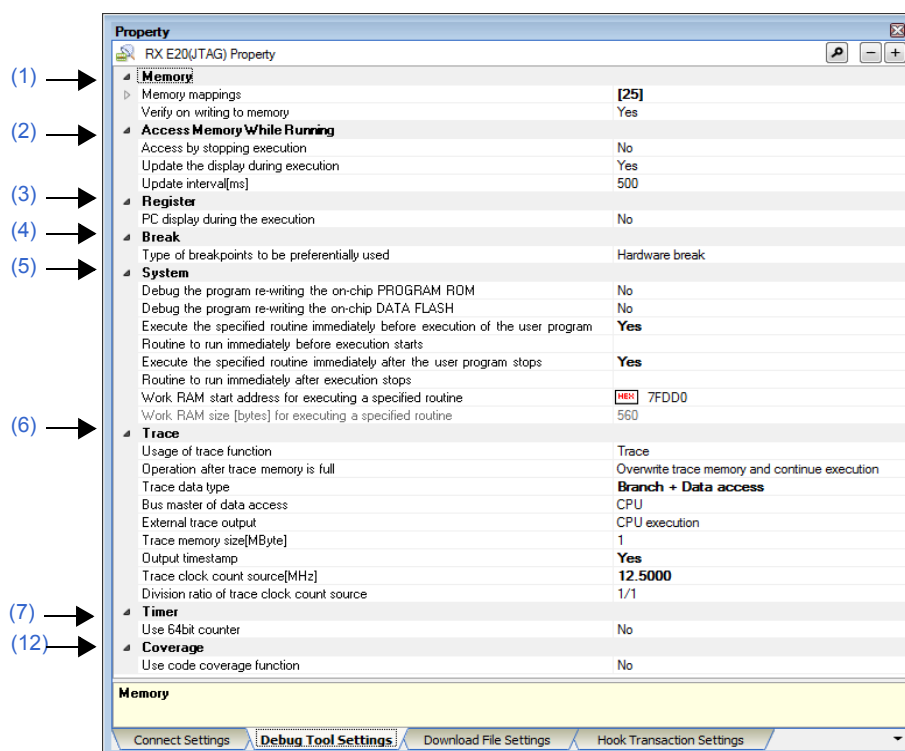 Property
RX E20(JTAG) Property
(1) Memory
Memory mappings [25]
Verify on writing to memory Yes
(2) Access Memory While Running
Access by stopping execution No
Update the display during execution Yes
Update interval[ms] 500
(3) Register
PC display during the execution No
(4) Break
Type of breakpoints to be preferentially used Hardware break
(5) System
Debug the program re-writing the on-chip PROGRAM ROM No
Debug the program re-writing the on-chip DATA FLASH No
Execute the specified routine immediately before execution of the user program Yes
Routine to run immediately before execution starts
Execute the specified routine immediately after the user program stops Yes
Routine to run immediately after execution stops
Work RAM start address for executing a specified routine HEX 7FDD0
Work RAM size [bytes] for executing a specified routine 560
(6) Trace
Usage of trace function Trace
Operation after trace memory is full Overwrite trace memory and continue execution
Trace data type Branch + Data access
Bus master of data access CPU
External trace output CPU execution
Trace memory size[MByte] 1
Output timestamp Yes
Trace clock count source[MHz] 12.5000
Division ratio of trace clock count source 1/1
(7) Timer
Use 64bit counter No
(12) Coverage
Use code coverage function No
Memory
Connect Settings Debug Tool Settings Download File Settings Hook Transaction Settings